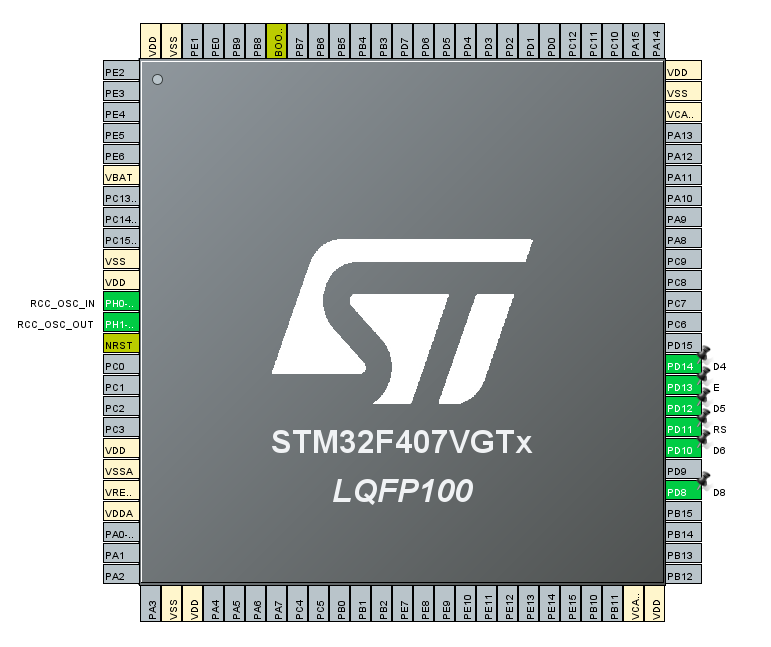 VDD
VSS
PE1
PE0
PB9
PB8
BOO..
PB7
PB6
PB5
PB4
PB3
PD7
PD6
PD5
PD4
PD3
PD2
PD1
PD0
PC12
PC11
PC10
PA15
PA14
PE2
PE3
PE4
PE5
PE6
VBAT
PC13..
PC14..
PC15..
VSS
VDD
RCC_OSC_IN PH0-..
RCC_OSC_OUT PH1-..
NRST
PC0
PC1
PC2
PC3
VDD
VSSA
VRE..
VDDA
PA0-..
PA1
PA2
ST
STM32F407VGTx
LQFP100
VDD
VSS
VCA..
PA13
PA12
PA11
PA10
PA9
PA8
PC9
PC8
PC7
PC6
PD15
PD14 D4
PD13 E
PD12 D5
PD11 RS
PD10 D6
PD9
PD8 D8
PB15
PB14
PB13
PB12
PA3
VSS
VDD
PA4
PA5
PA6
PA7
PC4
PC5
PB0
PB1
PB2
PE7
PE8
PE9
PE10
PE11
PE12
PE13
PE14
PE15
PB10
PB11
VCA..
VDD